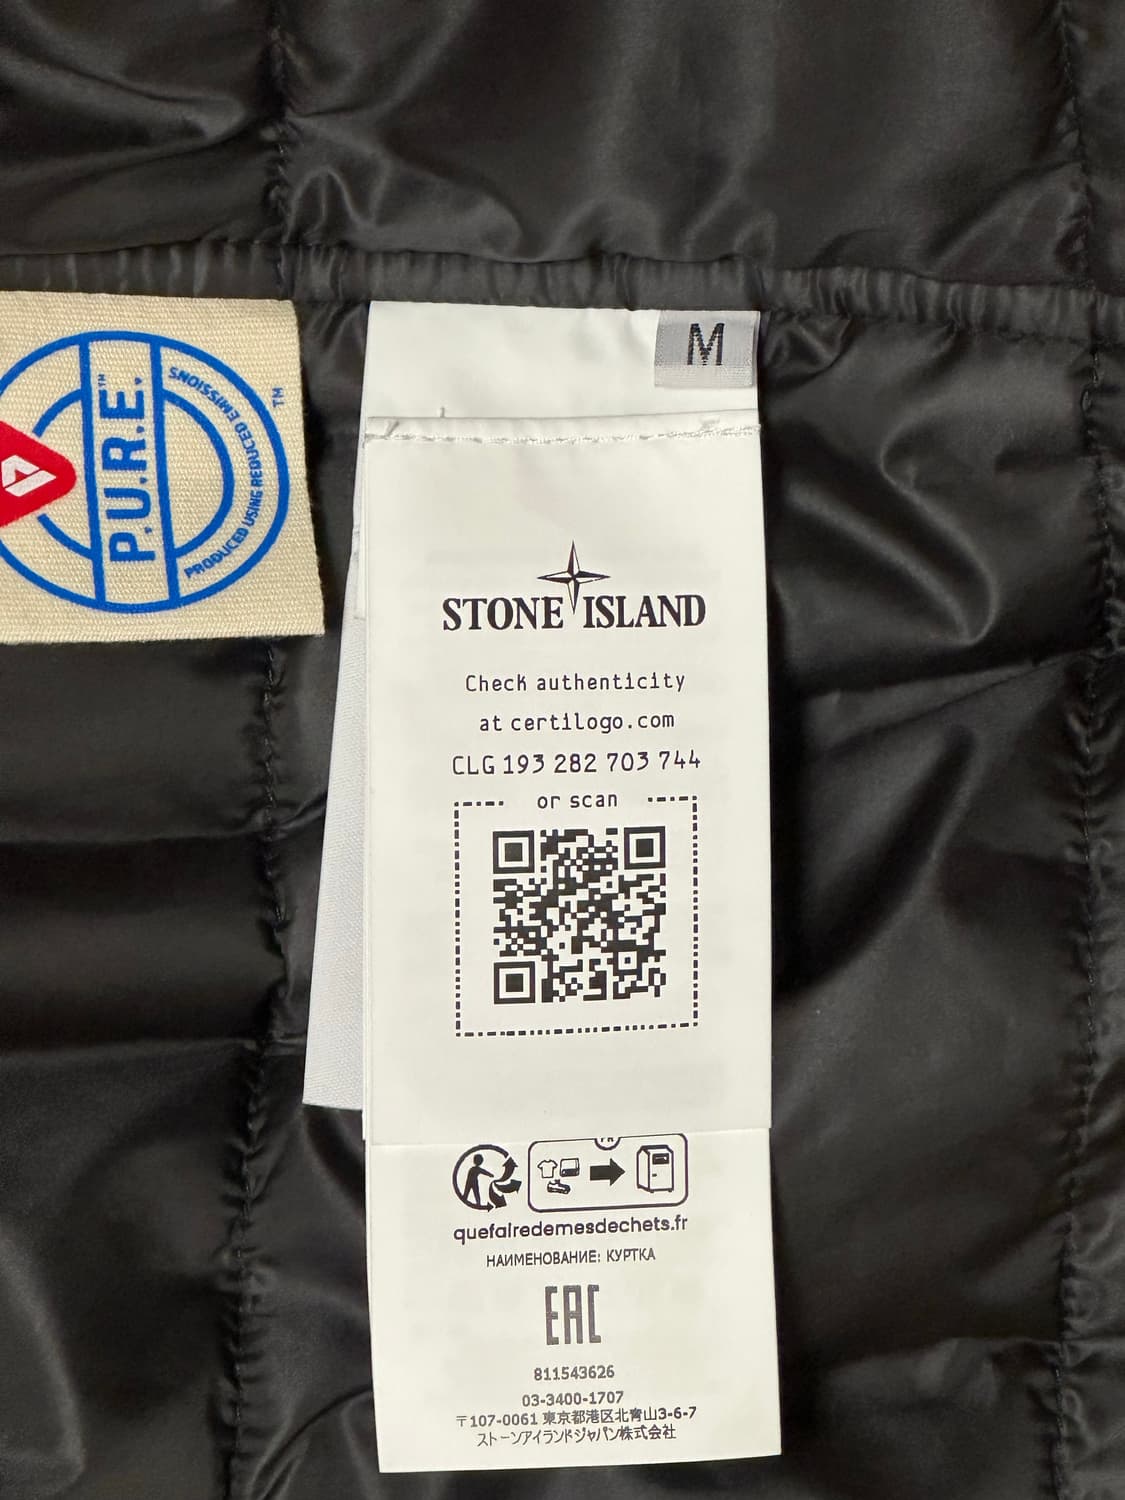 M
P.U.R.E.™
PRODUCED USING REDUCED EMISSIONS
™
STONE ISLAND
Check authenticity
at certilogo.com
CLG 193 282 703 744
or scan
FR
quefairedemesdechets.fr
НАИМЕНОВАНИЕ: КУРТКА
EAC
811543626
03-3400-1707
〒107-0061 東京都港区北青山3-6-7
ストーンアイランドジャパン株式会社